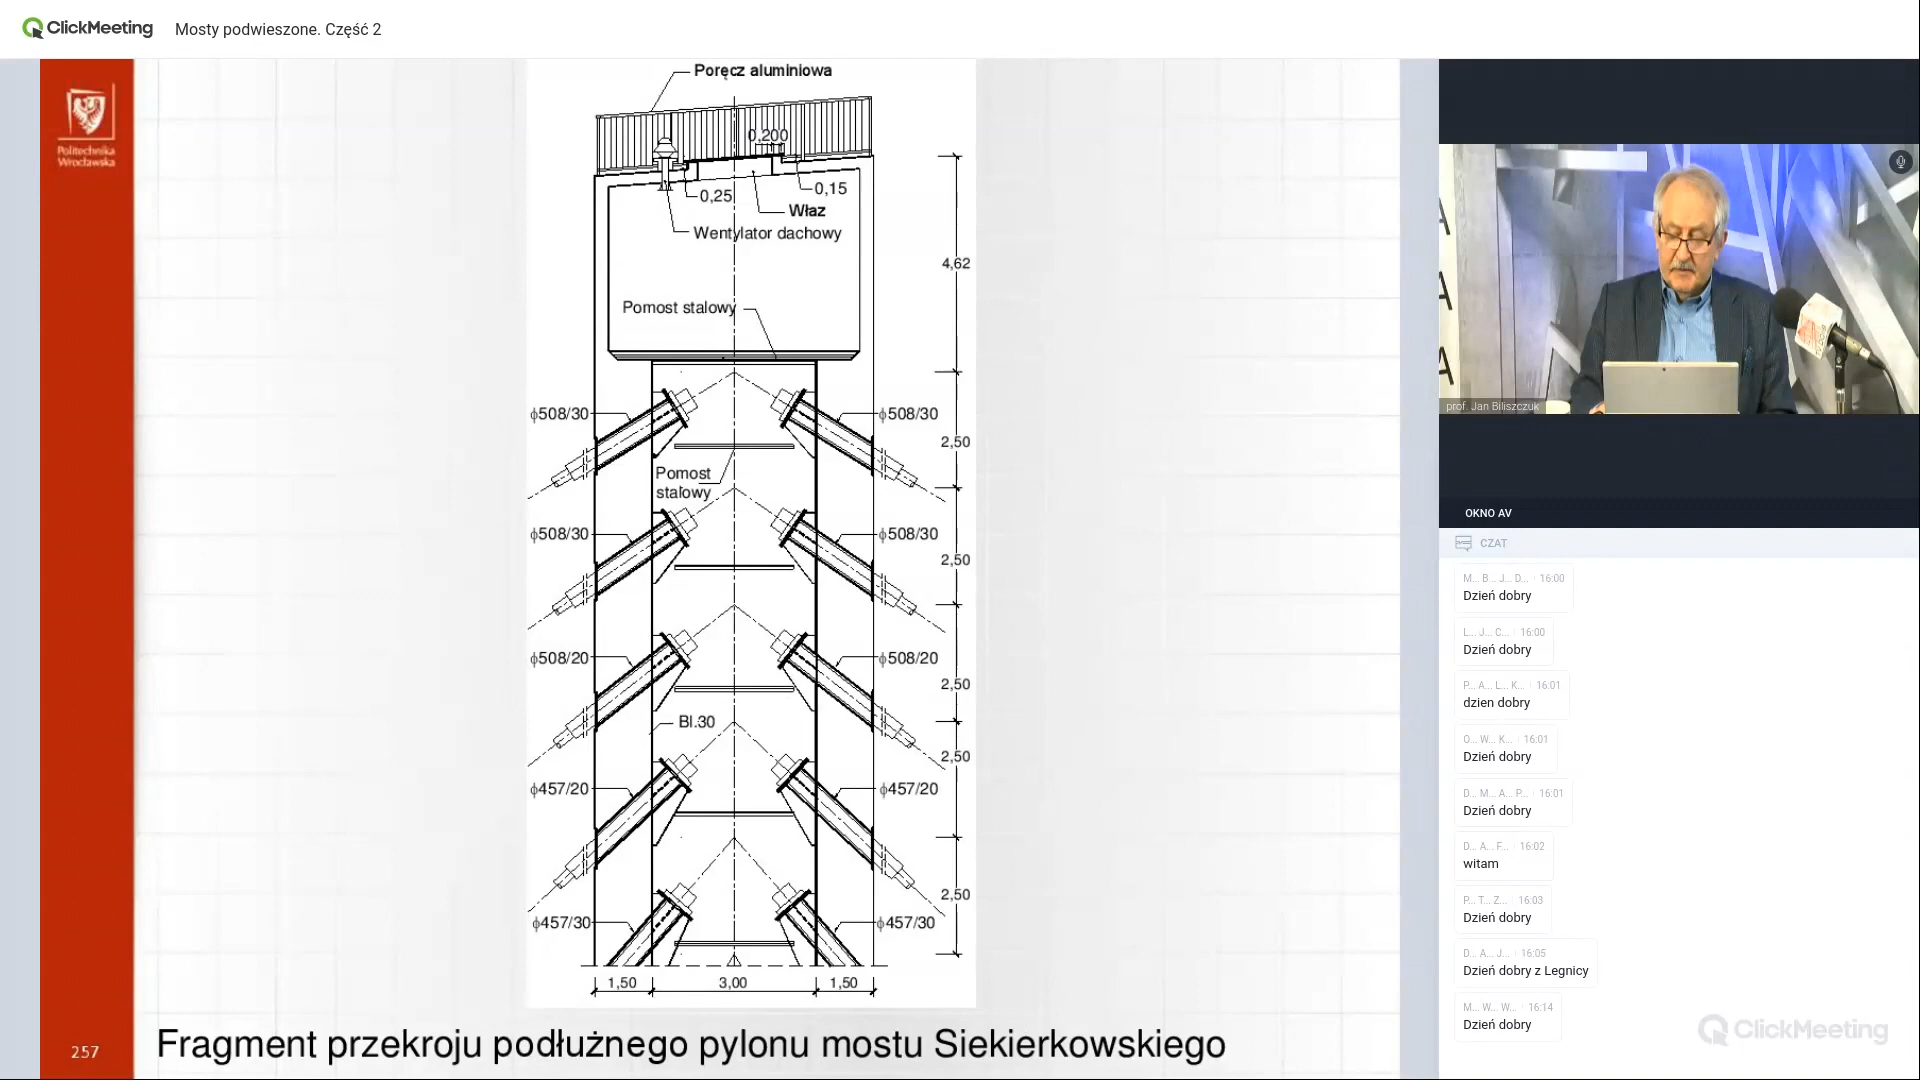 ClickMeeting
Mosty podwieszone. Część 2
Politechnika
Wrocławska
Poręcz aluminiowa
0,200
0,25
0,15
Właz
Wentylator dachowy
4,62
Pomost stalowy
ϕ508/30
ϕ508/30
2,50
Pomost
stalowy
ϕ508/30
ϕ508/30
2,50
ϕ508/20
ϕ508/20
2,50
Bl.30
2,50
ϕ457/20
ϕ457/20
2,50
ϕ457/30
ϕ457/30
1,50
3,00
1,50
257
Fragment przekroju podłużnego pylonu mostu Siekierkowskiego
prof. Jan Biliszczuk
OKNO AV
CZAT
M... B... J... D... 16:00
Dzień dobry
L... J... C... 16:00
Dzień dobry
P... A... L... K... 16:01
dzien dobry
O... W... K... 16:01
Dzień dobry
D... M... A... P... 16:01
Dzień dobry
D... A... F... 16:02
witam
P... T... Z... 16:03
Dzień dobry
D... A... J... 16:05
Dzień dobry z Legnicy
M... W... W... 16:14
Dzień dobry
ClickMeeting